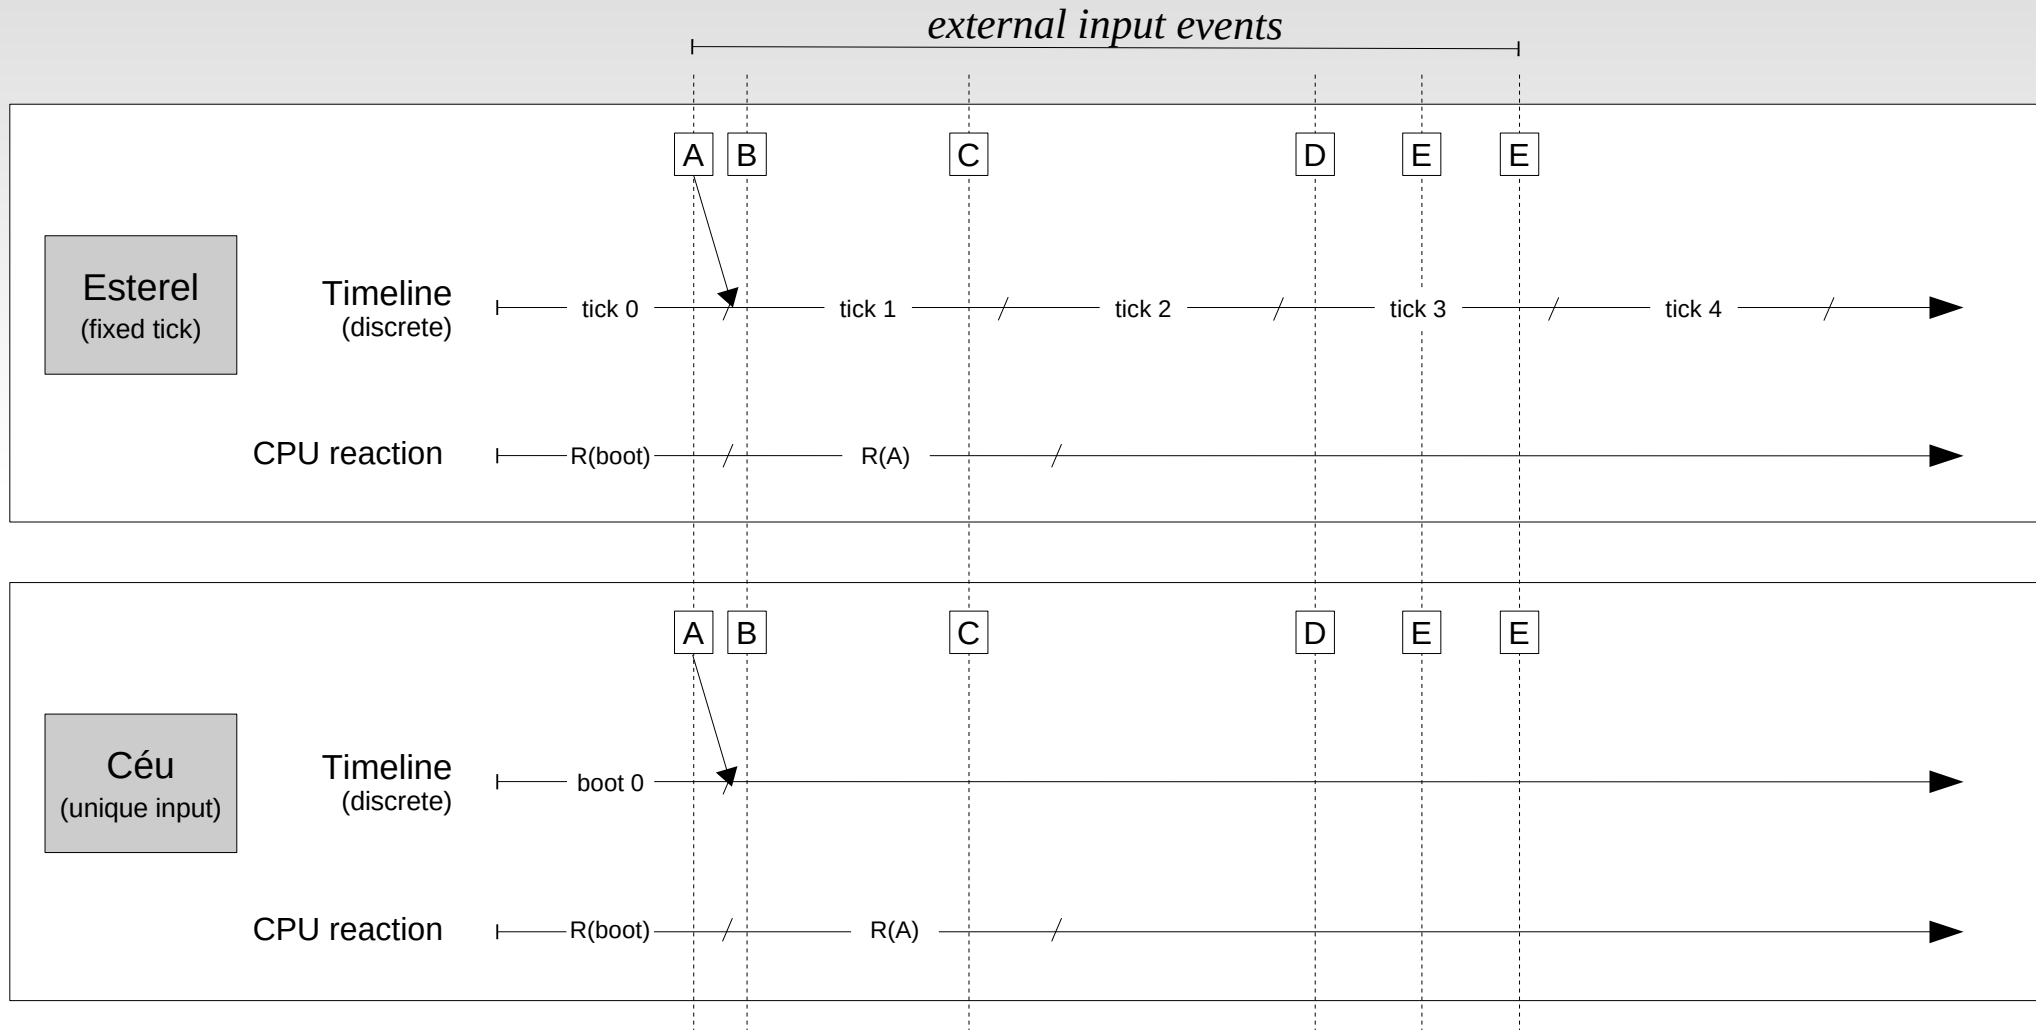 external input events
A B C D E E
Esterel
(fixed tick)
Timeline
(discrete)
tick 0 tick 1 tick 2 tick 3 tick 4
CPU reaction
R(boot) R(A)
A B C D E E
Céu
(unique input)
Timeline
(discrete)
boot 0
CPU reaction
R(boot) R(A)